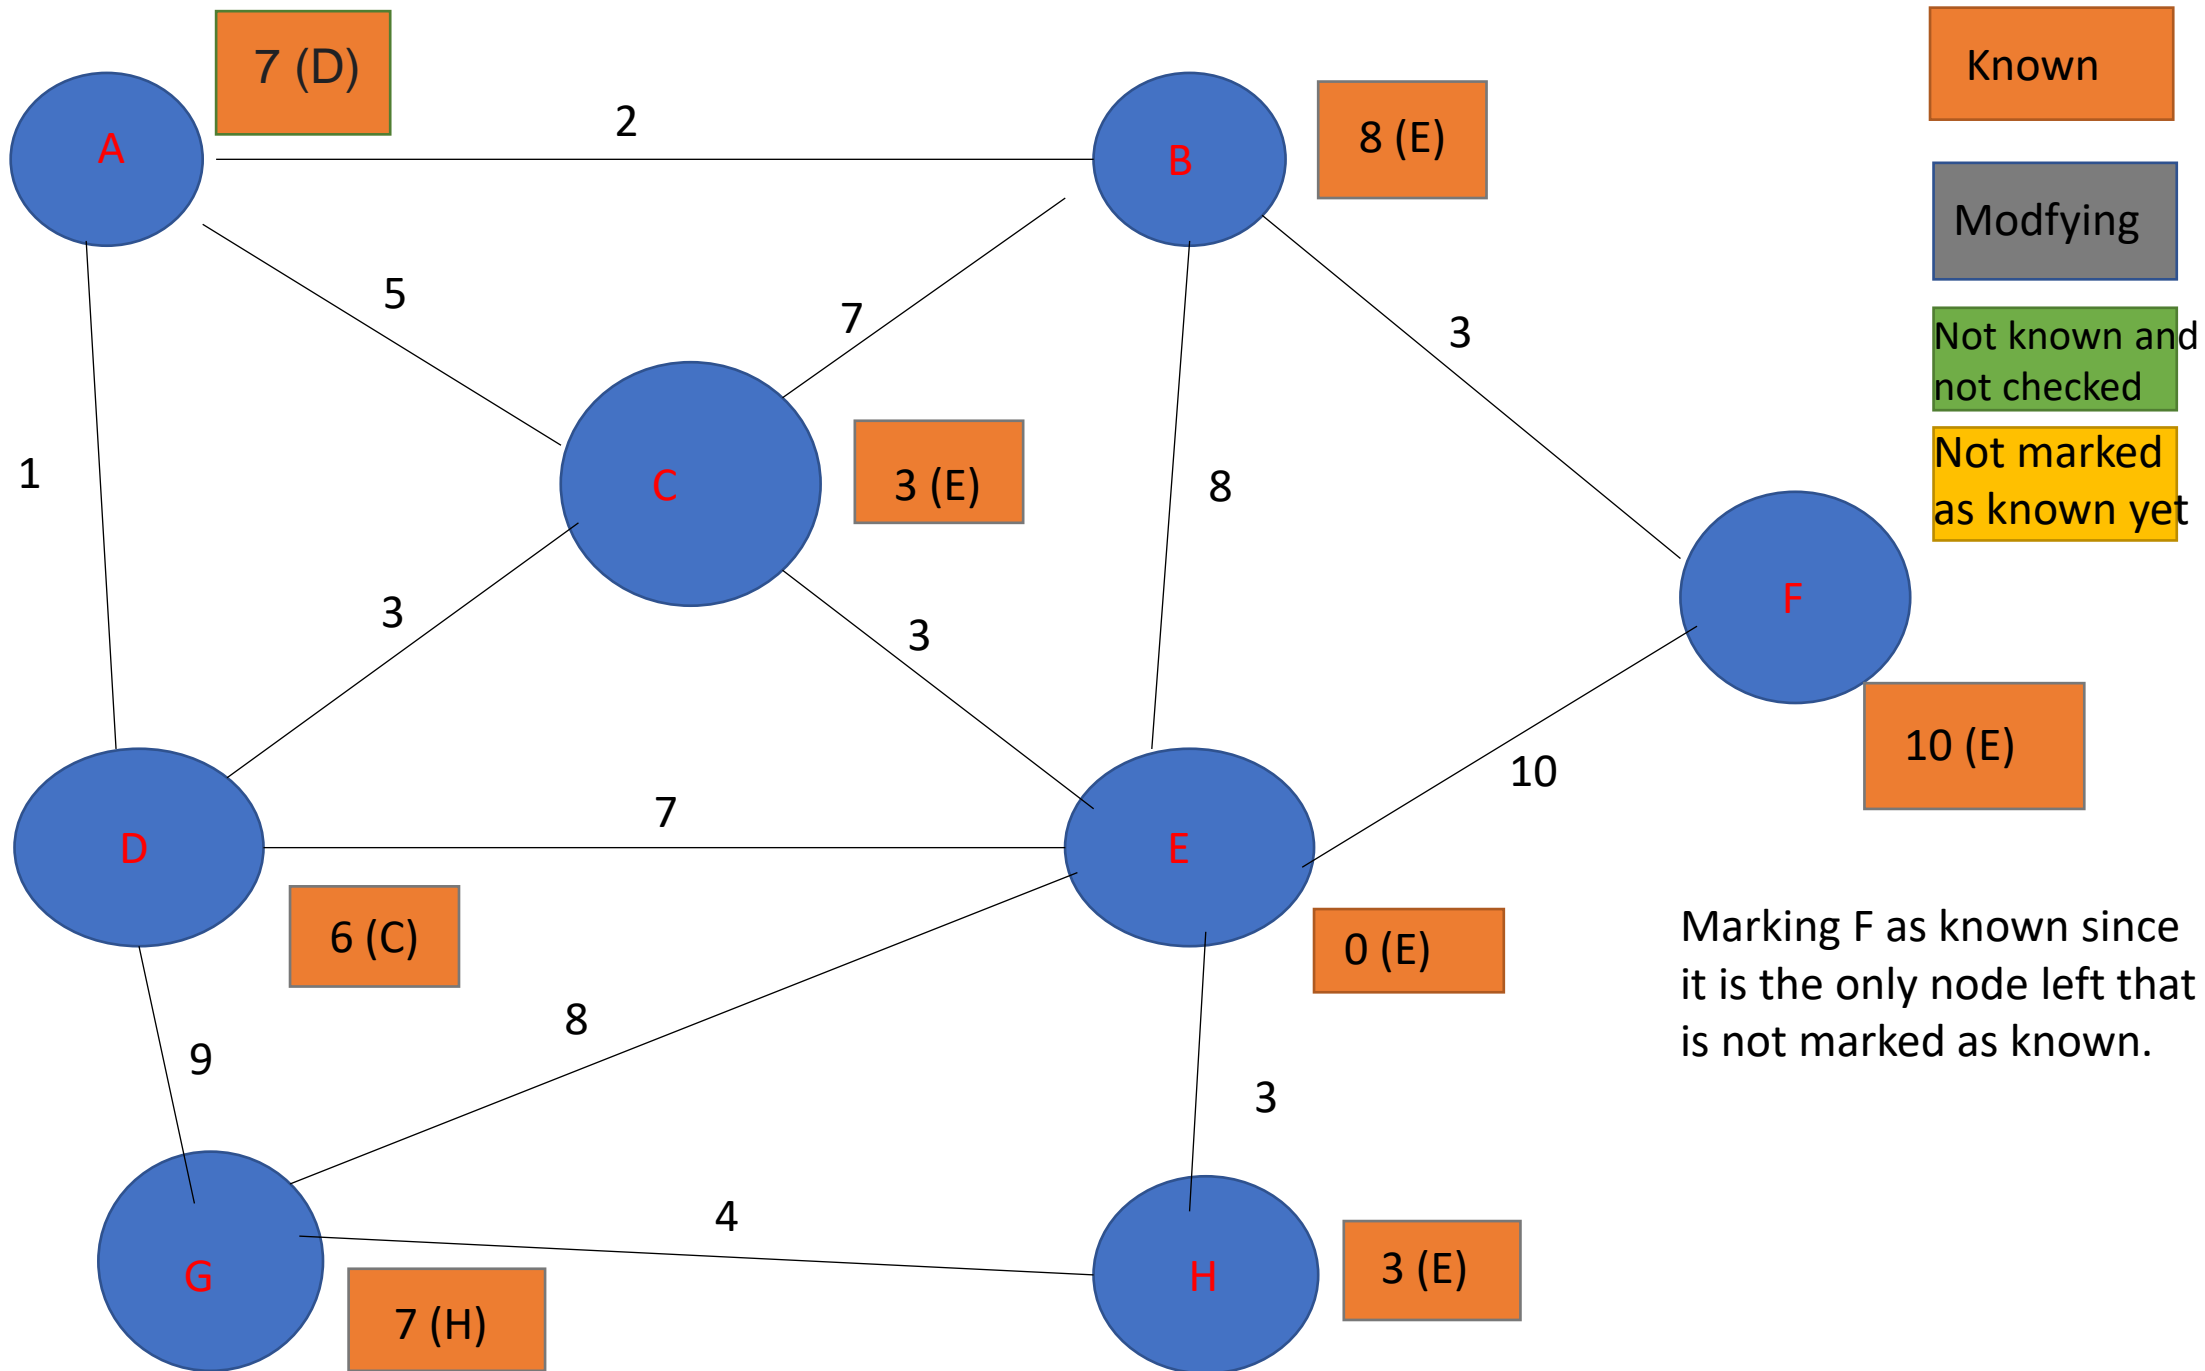 7 (D)
Known
A
2
B
8 (E)
Modfying
5
7
3
Not known and
not checked
Not marked
as known yet
1
C
3 (E)
8
F
3
3
10 (E)
10
7
D
E
6 (C)
0 (E)
Marking F as known since
it is the only node left that
is not marked as known.
9
8
3
4
G
H
3 (E)
7 (H)